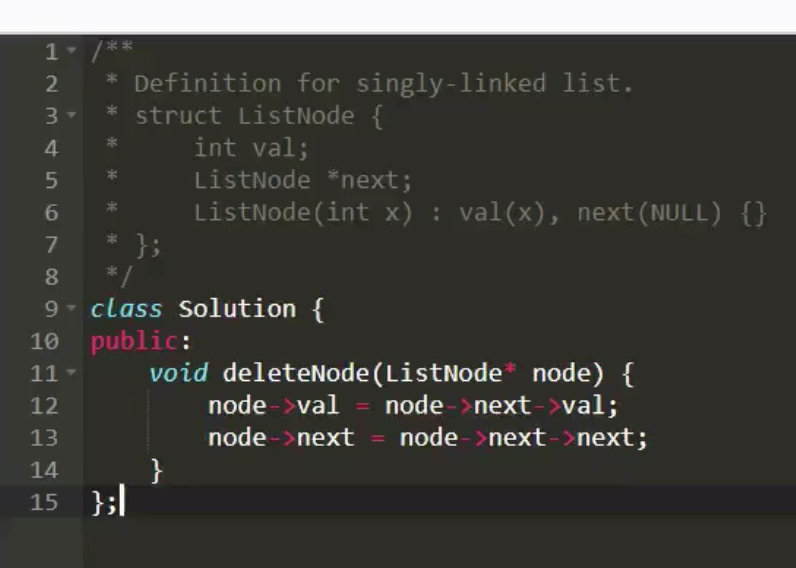 1 /**
2  * Definition for singly-linked list.
3  * struct ListNode {
4  *     int val;
5  *     ListNode *next;
6  *     ListNode(int x) : val(x), next(NULL) {}
7  * };
8  */
9 class Solution {
10 public:
11     void deleteNode(ListNode* node) {
12         node->val = node->next->val;
13         node->next = node->next->next;
14     }
15 };